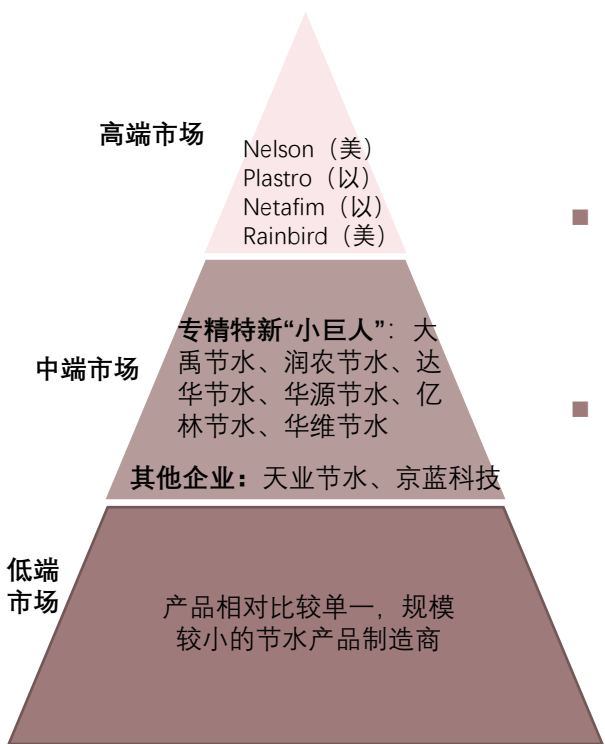 高端市场
Nelson（美）
Plastro（以）
Netafim（以）
Rainbird（美）
中端市场
专精特新“小巨人”：大
禹节水、润农节水、达
华节水、华源节水、亿
林节水、华维节水
其他企业：天业节水、京蓝科技
低端
市场
产品相对比较单一，规模
较小的节水产品制造商